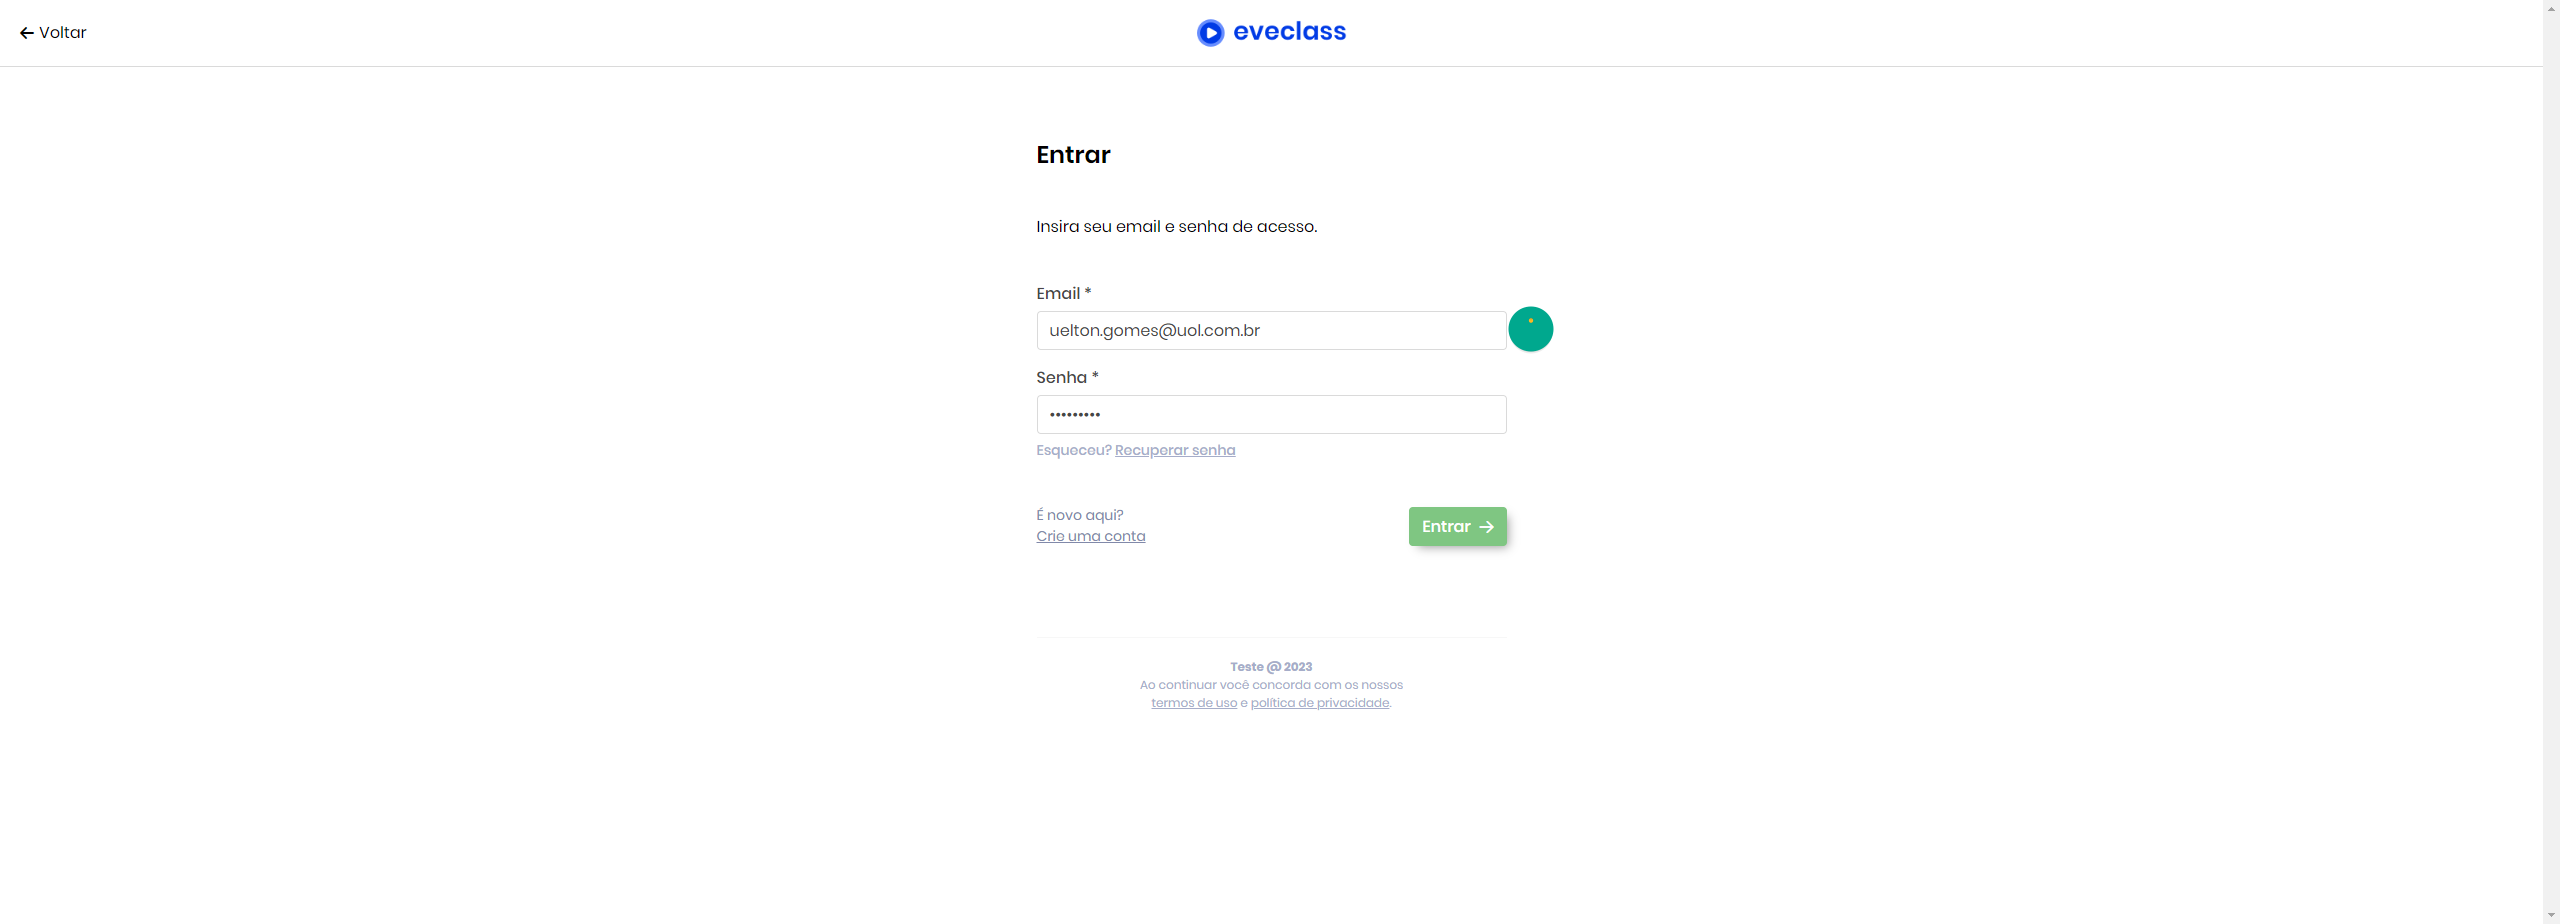 Voltar
eveclass
Entrar
Insira seu email e senha de acesso.
Email *
uelton.gomes@uol.com.br
Senha *
•••••••••
Esqueceu? Recuperar senha
É novo aqui?
Crie uma conta
Entrar
Teste @ 2023
Ao continuar você concorda com os nossos
termos de uso e política de privacidade.